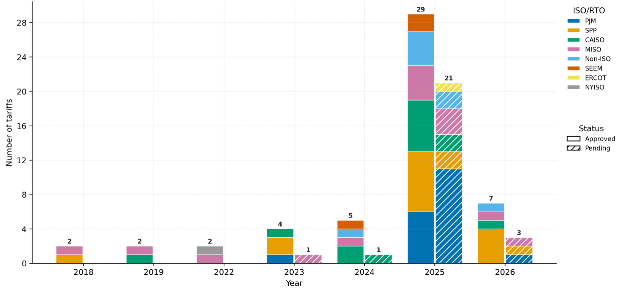 Number of tariffs
28
24
20
16
12
8
4
0
2
2
2
4
1
5
1
29
21
7
3
2018
2019
2022
2023
2024
2025
2026
Year
ISO/RTO
PJM
SPP
CAISO
MISO
Non-ISO
SEEM
ERCOT
NYISO
Status
Approved
Pending